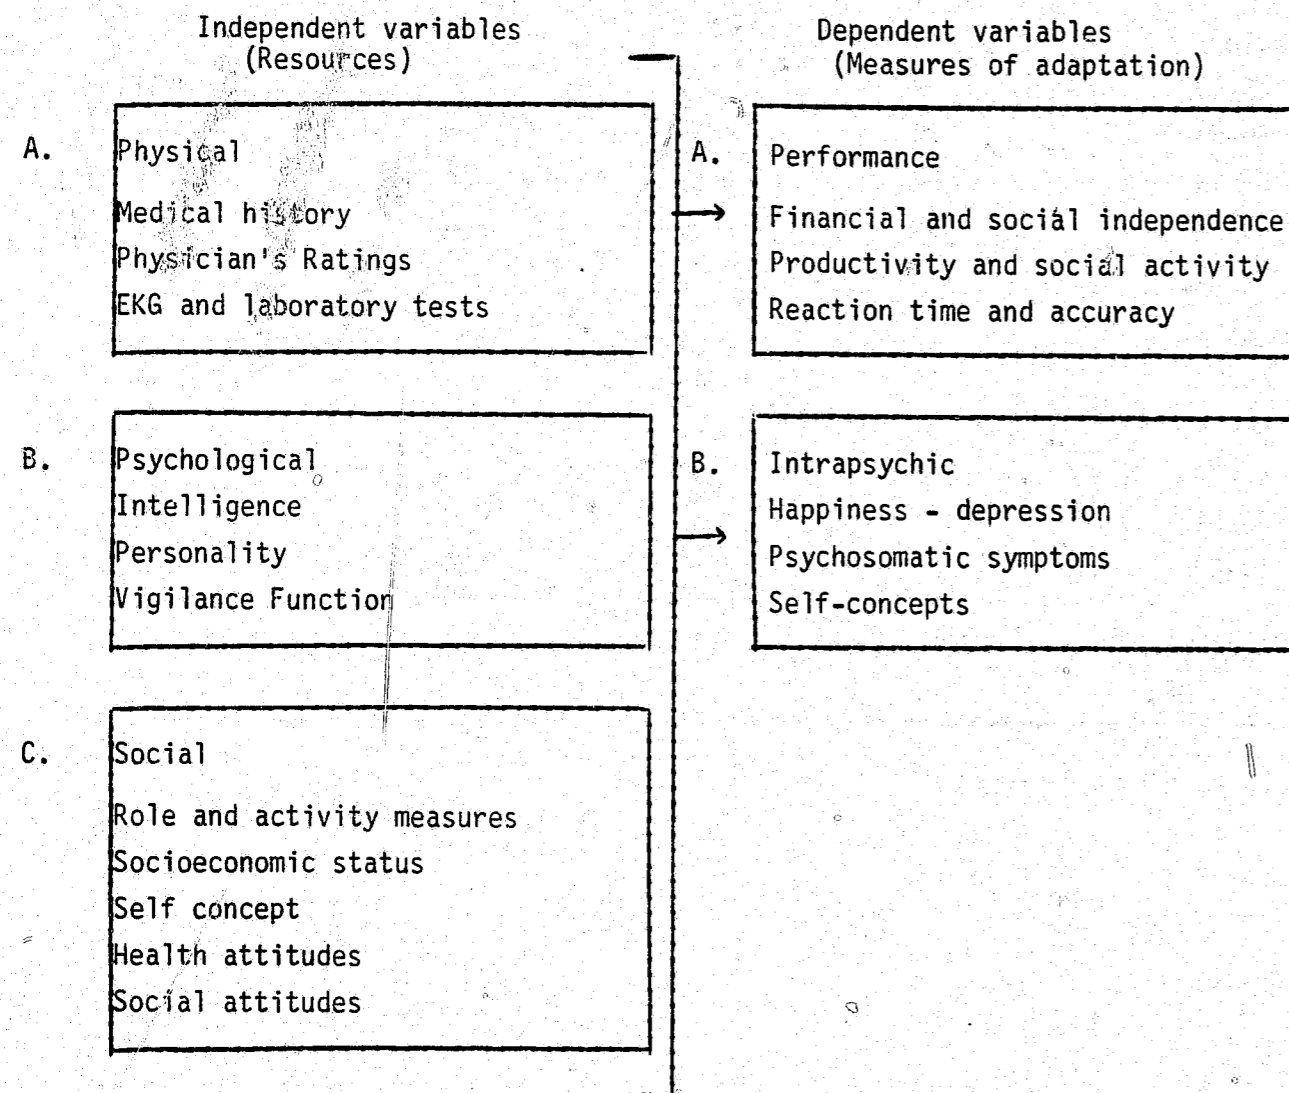 Independent variables
(Resources)
A. Physical
Medical history
Physician's Ratings
EKG and laboratory tests
B. Psychological
Intelligence
Personality
Vigilance Function
C. Social
Role and activity measures
Socioeconomic status
Self concept
Health attitudes
Social attitudes
Dependent variables
(Measures of adaptation)
A. Performance
Financial and social independence
Productivity and social activity
Reaction time and accuracy
B. Intrapsychic
Happiness - depression
Psychosomatic symptoms
Self-concepts